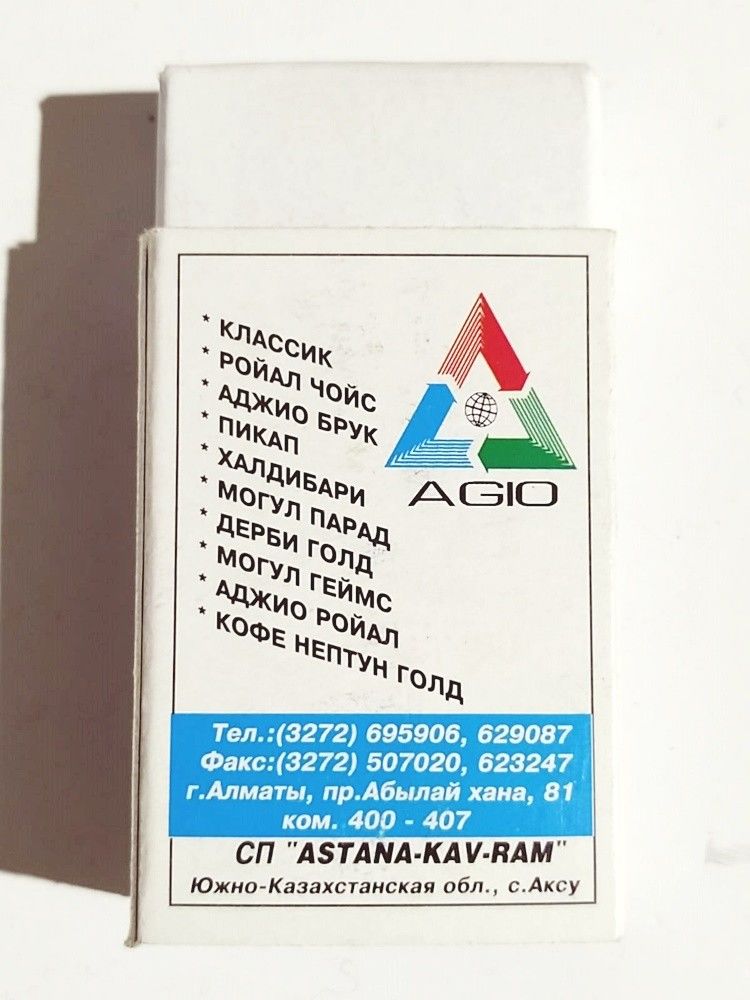 * КЛАССИК
* РОЙАЛ ЧОЙС
* АДЖИО БРУК
* ПИКАП
* ХАЛДИБАРИ
* МОГУЛ ПАРАД
* ДЕРБИ ГОЛД
* МОГУЛ ГЕЙМС
* АДЖИО РОЙАЛ
* КОФЕ НЕПТУН ГОЛД
AGIO
Тел.:(3272) 695906, 629087
Факс:(3272) 507020, 623247
г.Алматы, пр.Абылай хана, 81
ком. 400 - 407
СП "ASTANA-KAV-RAM"
Южно-Казахстанская обл., с.Аксу